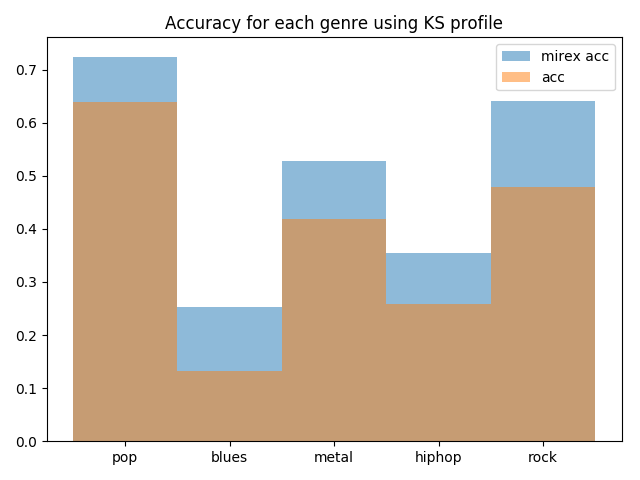 Accuracy for each genre using KS profile
mirex acc
acc
0.7
0.6
0.5
0.4
0.3
0.2
0.1
0.0
pop blues metal hiphop rock